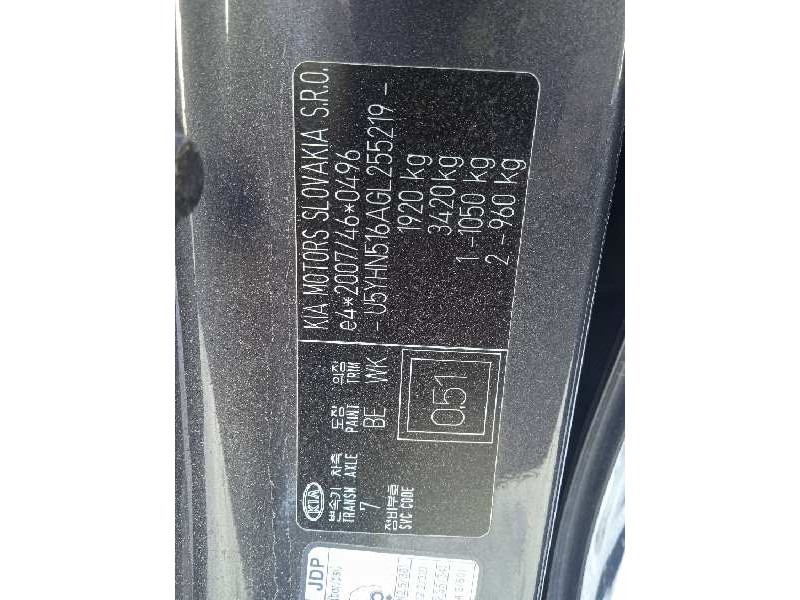 KIA MOTORS SLOVAKIA S.R.O.
e4*2007/46*0496
- U5YHN516AGL255219 -
1920 kg
3420 kg
1 -1050 kg
2 - 960 kg
KIA
변속기 차축 도장 외장
TRANSN AXLE PAINT TRIM
7 BE WK
정비부호
SVC CODE
051
JDP